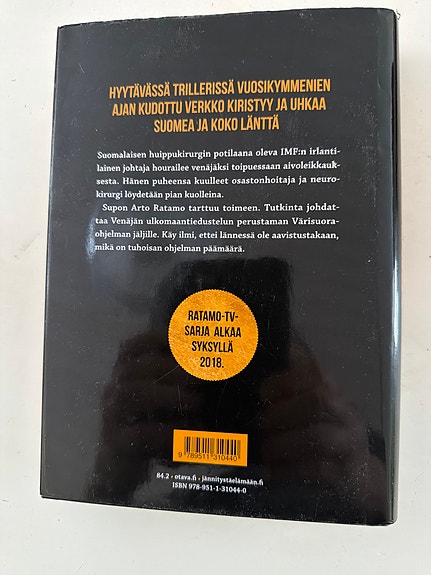 HYYTÄVÄSSÄ TRILLERISSÄ VUOSIKYMMENIEN
AJAN KUDOTTU VERKKO KIRISTYY JA UHKAA
SUOMEA JA KOKO LÄNTTÄ
Suomalaisen huippukirurgin potilaana oleva IMF:n irlanti-
lainen johtaja hourailee venäjäksi toipuessaan aivoleikkauk-
sesta. Hänen puheensa kuulleet osastonhoitaja ja neuro-
kirurgi löydetään pian kuolleina.
Supon Arto Ratamo tarttuu toimeen. Tutkinta johdat-
taa Venäjän ulkomaantiedustelun perustaman Värisuora-
ohjelman jäljille. Käy ilmi, ettei lännessä ole aavistustakaan,
mikä on tuhoisan ohjelman päämäärä.
RATAMO-TV-
SARJA ALKAA
SYKSYLLÄ
2018.
9 789511 310440
84.2 • otava.fi • jännitystäelämään.fi
ISBN 978-951-1-31044-0